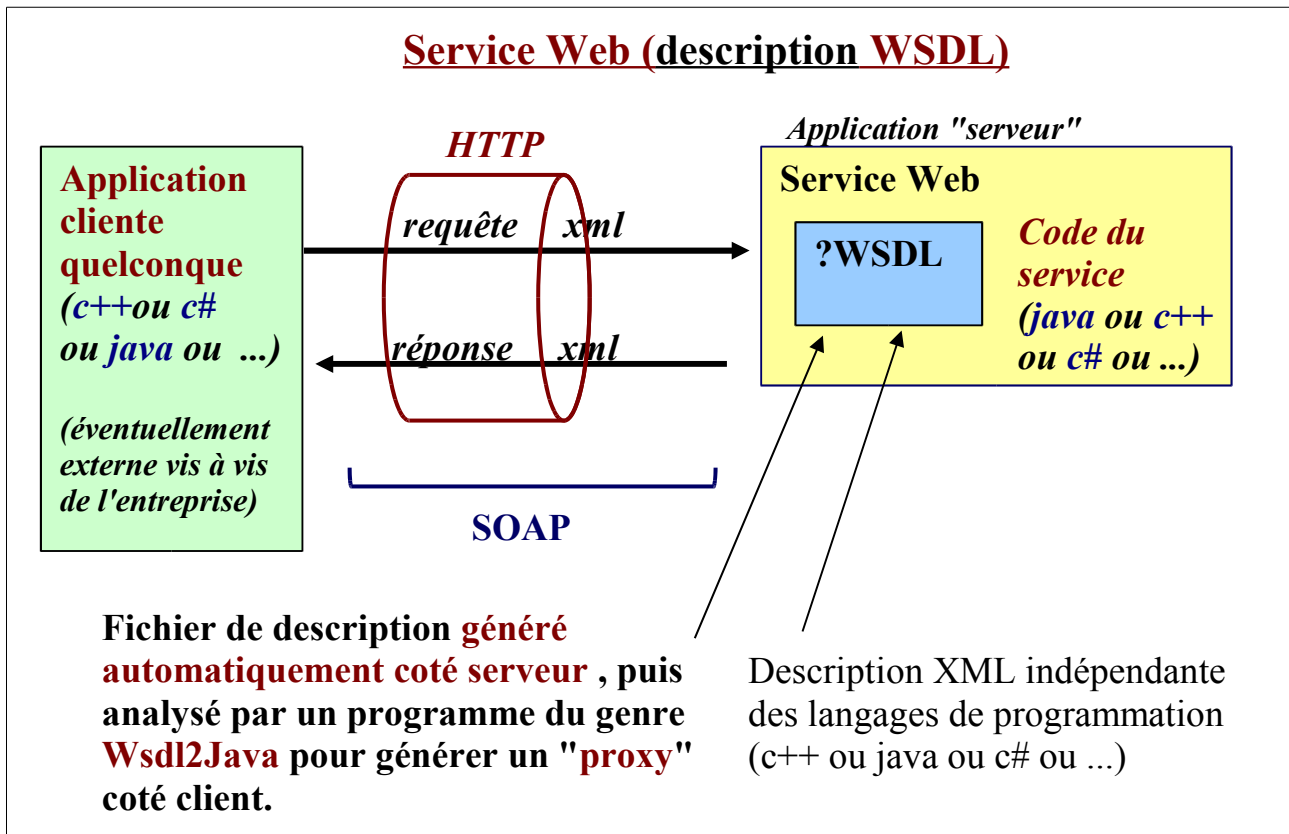 Service Web (description WSDL)
Application
cliente
quelconque
(c++ou c#
ou java ou ...)
(éventuellement
externe vis à vis
de l'entreprise)
HTTP
requête xml
réponse xml
SOAP
Application "serveur"
Service Web
?WSDL
Code du
service
(java ou c++
ou c# ou ...)
Fichier de description généré
automatiquement coté serveur , puis
analysé par un programme du genre
Wsdl2Java pour générer un "proxy"
coté client.
Description XML indépendante
des langages de programmation
(c++ ou java ou c# ou ...)